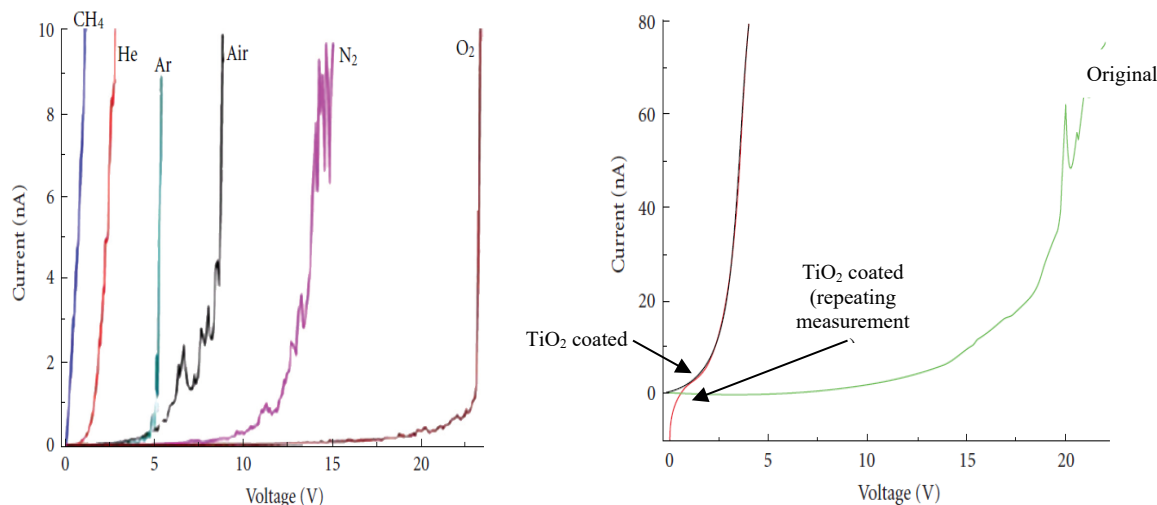 CH₄
He
Ar
Air
N₂
O₂
10
8
6
4
2
0
Current (nA)
0
5
10
15
20
Voltage (V)
80
60
40
20
0
Current (nA)
Original
TiO₂ coated
(repeating
measurement
TiO₂ coated
0
5
10
15
20
Voltage (V)